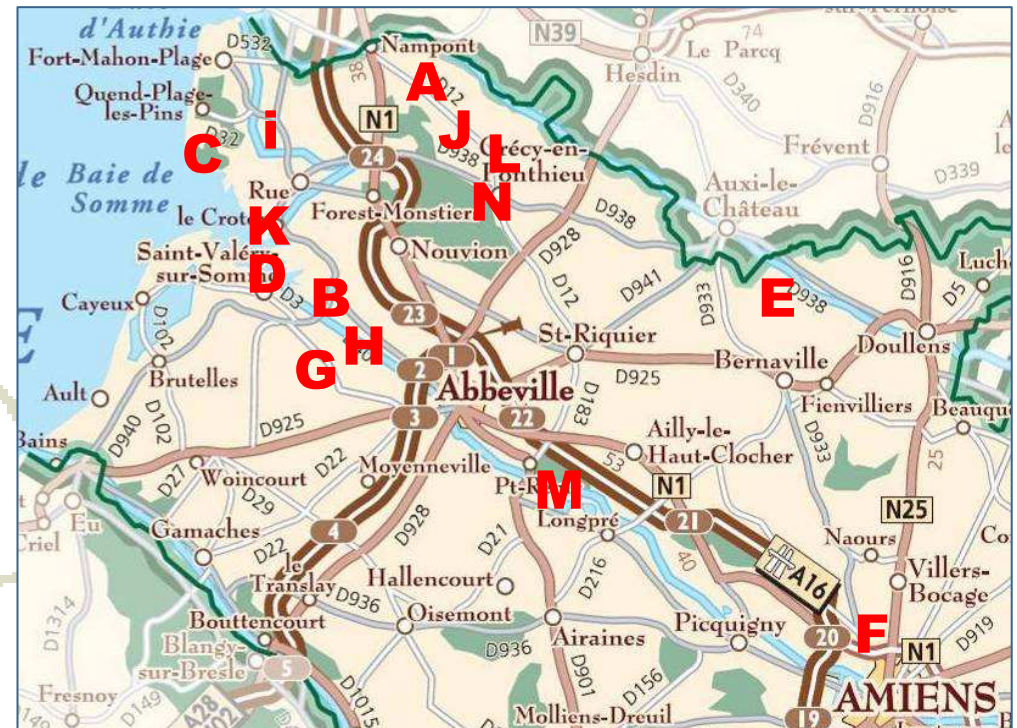 d'Authie
D532
Fort-Mahon-Plage
Nampont
38
N39
74
Le Parcq
Hesdin
D340
D916
A
D12
Quend-Plage-
les-Pins
i
N1
J
D32
C
24
D938
L
Crécy-en-
Ponthieu
Frévent
D339
Baie de
Somme
Rue
N
Auxi-le-
Château
le Crotoy
K
Forest-Monstier
D938
D928
Nouvion
Saint-Valéry-
sur-Somme
D
D12
D941
D933
E
D938
D916
D5
Cayeux
D3
B
23
St-Riquier
Doullens
D102
H
G
1
2
Bernaville
Brutelles
D925
Ault
Abbeville
Fienvilliers
D940
D102
D925
3
22
D183
Ailly-le-
Haut-Clocher
D933
25
D27
Woincourt
D22
Moyenneville
53
M
N1
N25
D29
Longpré
21
Eu
Criel
Gamaches
4
D928
D21
Naours
D22
40
A16
Villers-
Bocage
le
Translay
Hallencourt
D216
D1314
D936
Oisemont
Picquigny
20
F
N1
D919
Bouttencourt
Airaines
Blangy-
sur-Bresle
5
D936
D901
D156
AMIENS
Fresnoy
D149
D1015
Molliens-Dreuil
19